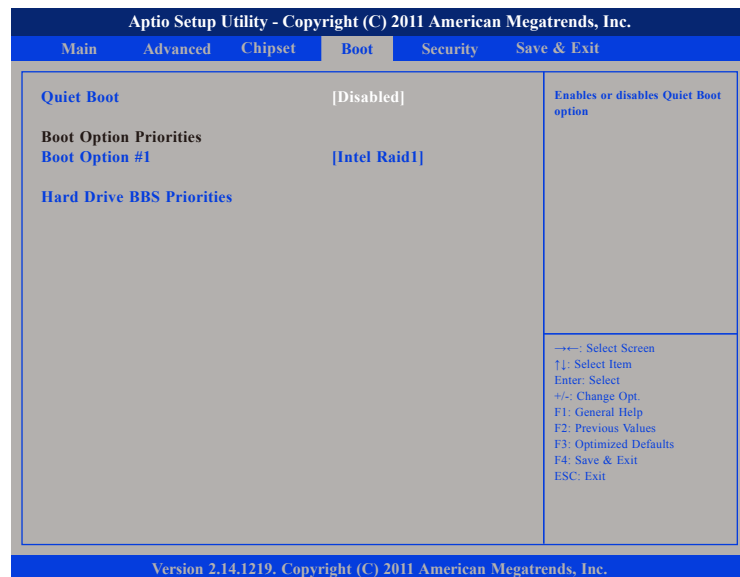 Aptio Setup Utility - Copyright (C) 2011 American Megatrends, Inc.
Main Advanced Chipset Boot Security Save & Exit
Quiet Boot [Disabled]
Boot Option Priorities
Boot Option #1 [Intel Raid1]
Hard Drive BBS Priorities
Enables or disables Quiet Boot
option
→←: Select Screen
↑↓: Select Item
Enter: Select
+/-: Change Opt.
F1: General Help
F2: Previous Values
F3: Optimized Defaults
F4: Save & Exit
ESC: Exit
Version 2.14.1219. Copyright (C) 2011 American Megatrends, Inc.